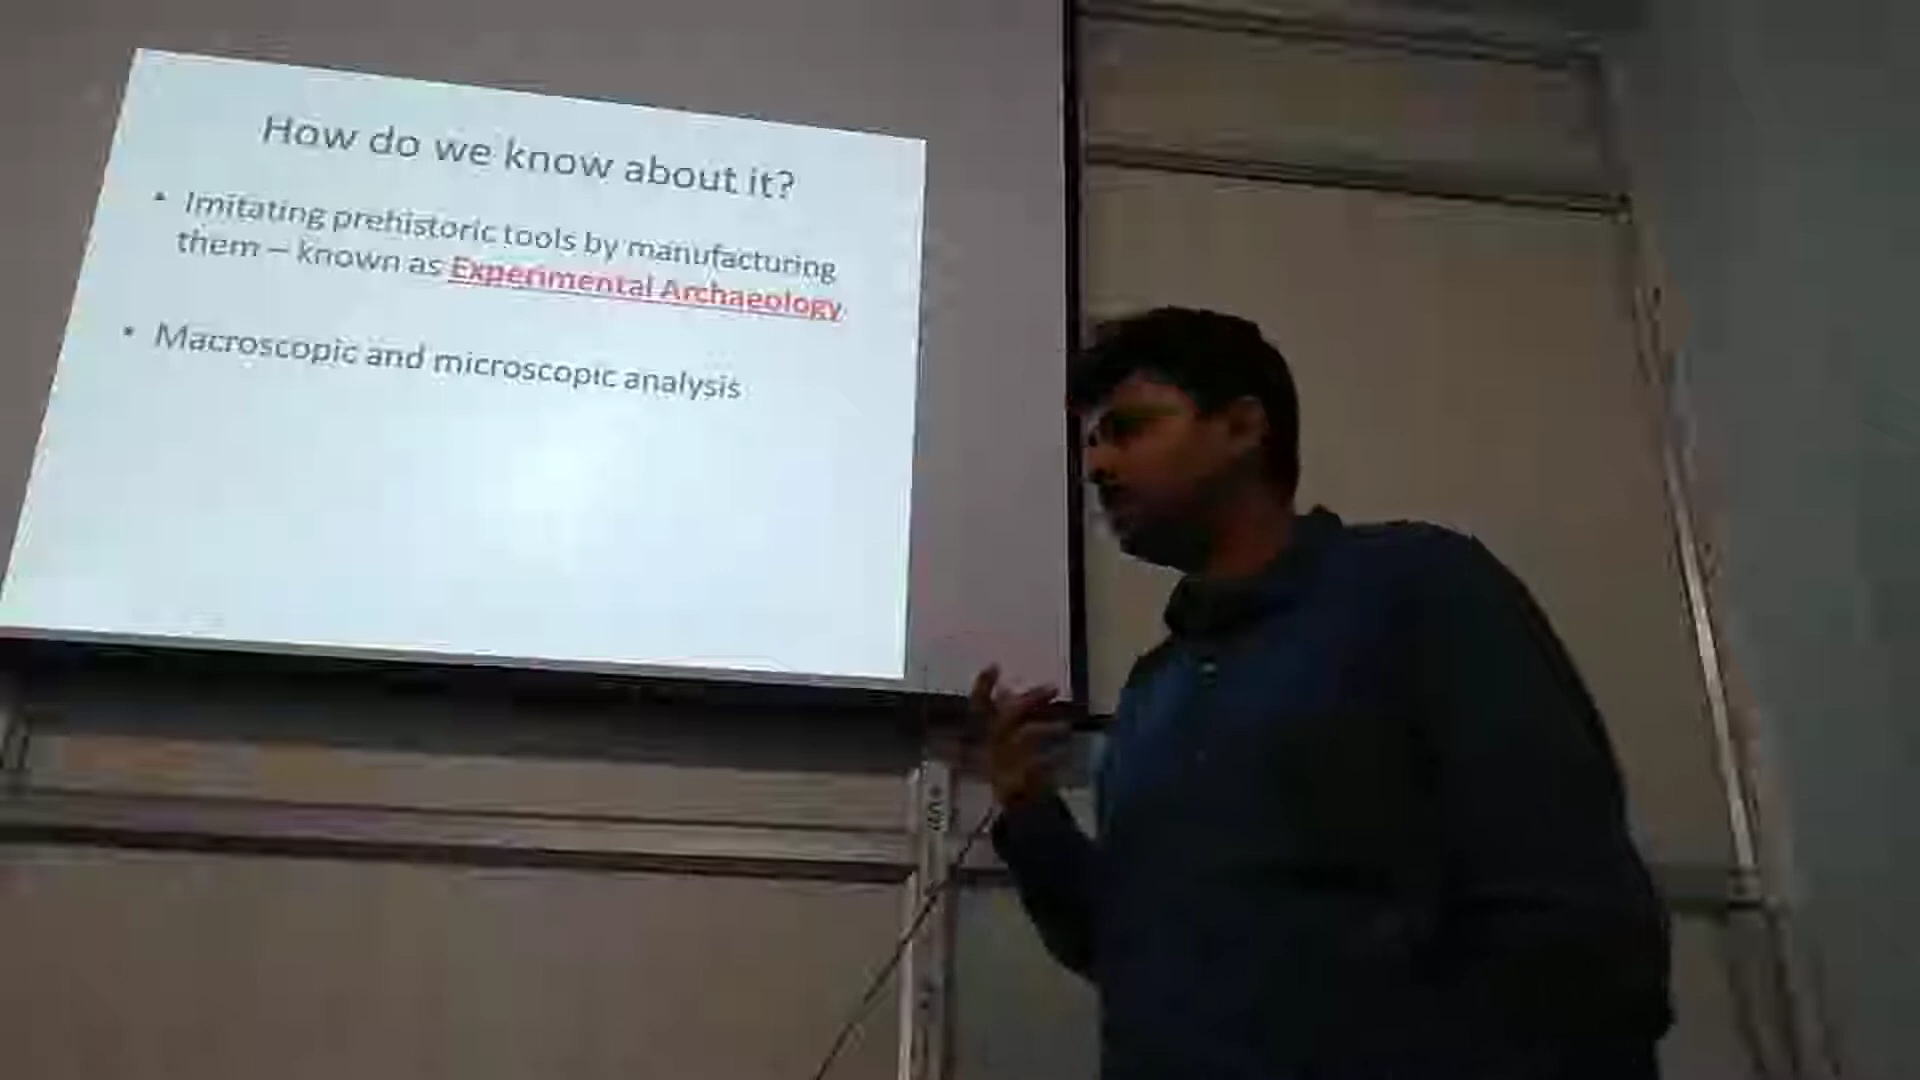 How do we know about it?
• Imitating prehistoric tools by manufacturing
them – known as Experimental Archaeology
• Macroscopic and microscopic analysis